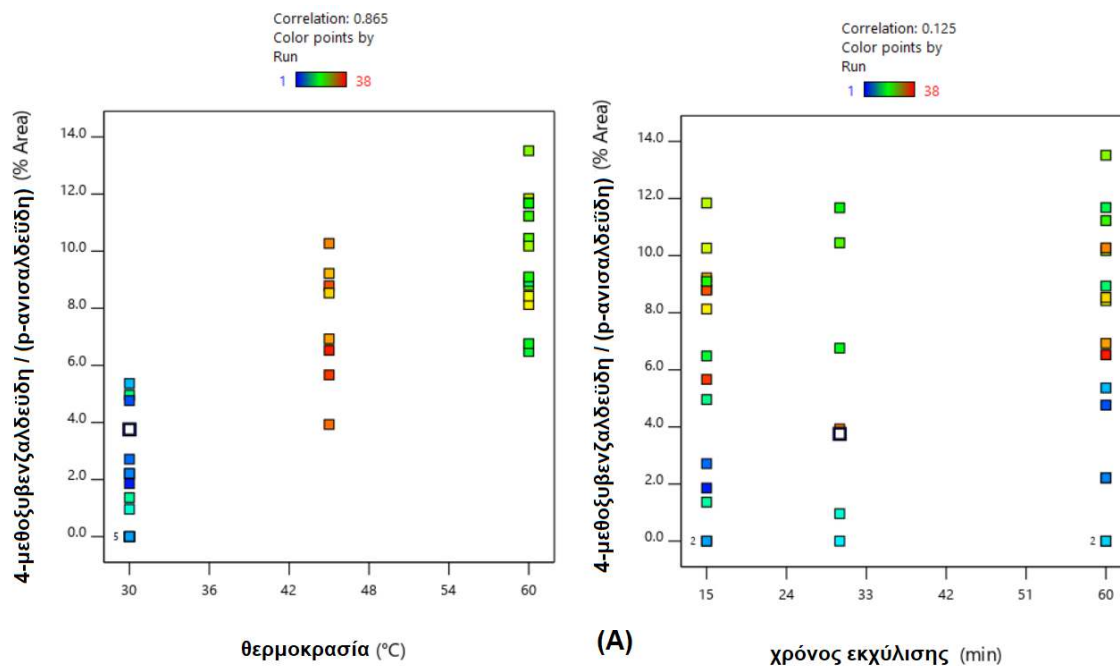 Correlation: 0.865
Color points by
Run
1 38
4-μεθοξυβενζαλδεΰδη / (p-ανισαλδεΰδη) (% Area)
14.0
12.0
10.0
8.0
6.0
4.0
2.0
0.0
5
30 36 42 48 54 60
θερμοκρασία (°C)
Correlation: 0.125
Color points by
Run
1 38
4-μεθοξυβενζαλδεΰδη / (p-ανισαλδεΰδη) (% Area)
14.0
12.0
10.0
8.0
6.0
4.0
2.0
0.0
2 2
15 24 33 42 51 60
(A)
χρόνος εκχύλισης (min)